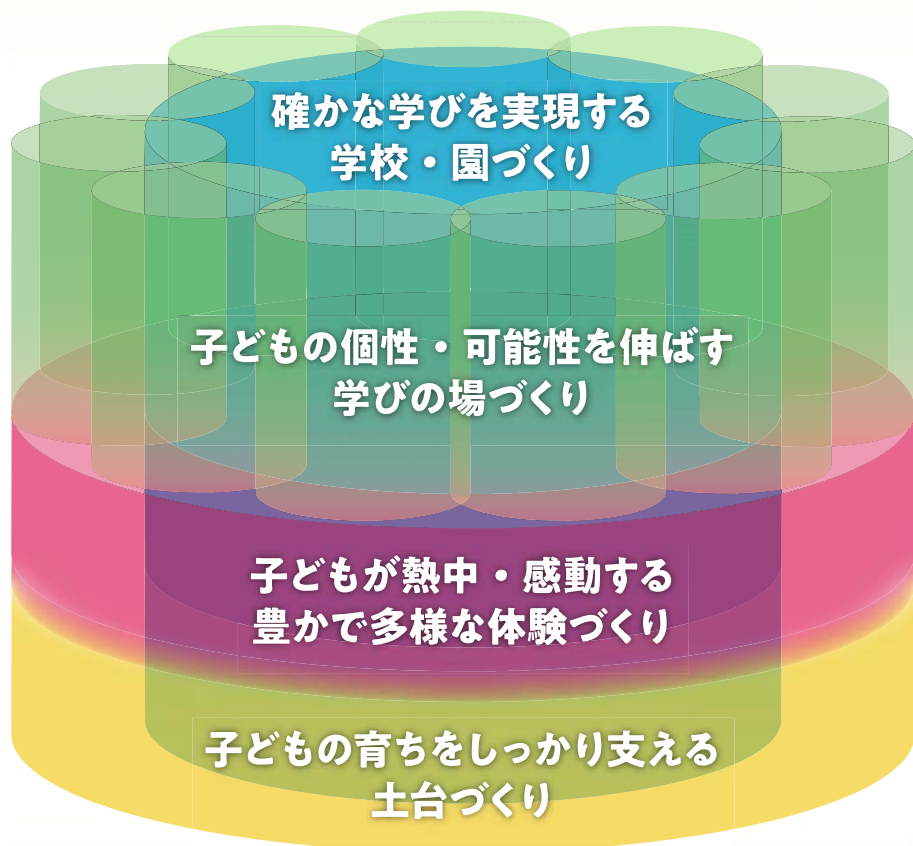 確かな学びを実現する
学校・園づくり
子どもの個性・可能性を伸ばす
学びの場づくり
子どもが熱中・感動する
豊かで多様な体験づくり
子どもの育ちをしっかり支える
土台づくり